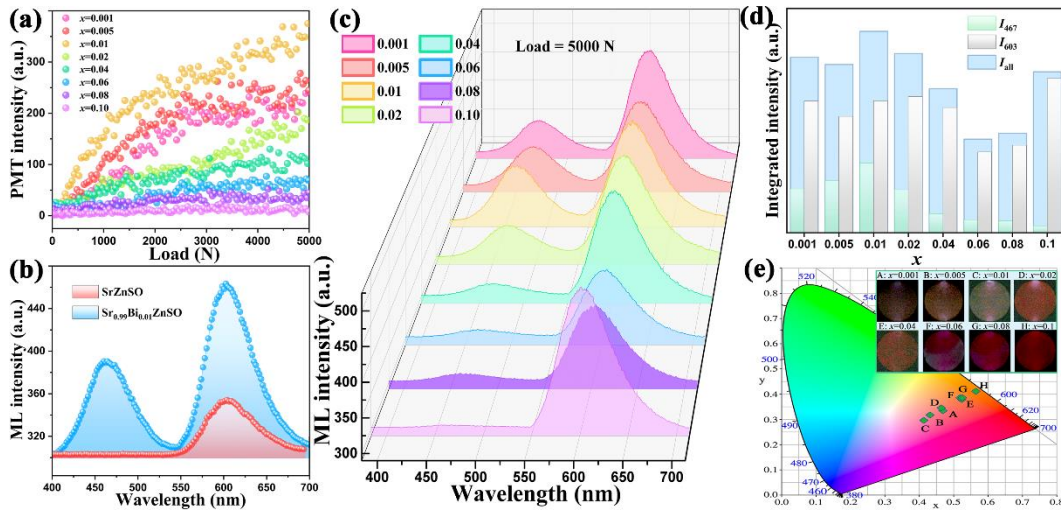 (a)
x=0.001
x=0.005
x=0.01
x=0.02
x=0.04
x=0.06
x=0.08
x=0.10
PMT intensity (a.u.)
300
200
100
0
0 1000 2000 3000 4000 5000
Load (N)
(b)
SrZnSO
Sr0.99Bi0.01ZnSO
ML intensity (a.u.)
440
400
360
320
400 450 500 550 600 650 700
Wavelength (nm)
(c)
0.001 0.04
0.005 0.06
0.01 0.08
0.02 0.10
Load = 5000 N
ML intensity (a.u.)
500
450
400
350
300
400 450 500 550 600 650 700
Wavelength (nm)
(d)
I467
I603
Iall
Integrated intensity (a.u.)
0.001 0.005 0.01 0.02 0.04 0.06 0.08 0.1
x
(e)
A: x=0.001 B: x=0.005 C: x=0.01 D: x=0.02
E: x=0.04 F: x=0.06 G: x=0.08 H: x=0.1
0.8
0.7
0.6
0.5
y
0.4
0.3
0.2
0.1
0.0
520
540
500
490
480
470
460
380
600
620
700
A
B
C
D
E
F
G
H
0.0 0.1 0.2 0.3 0.4 0.5 0.6 0.7 0.8
x